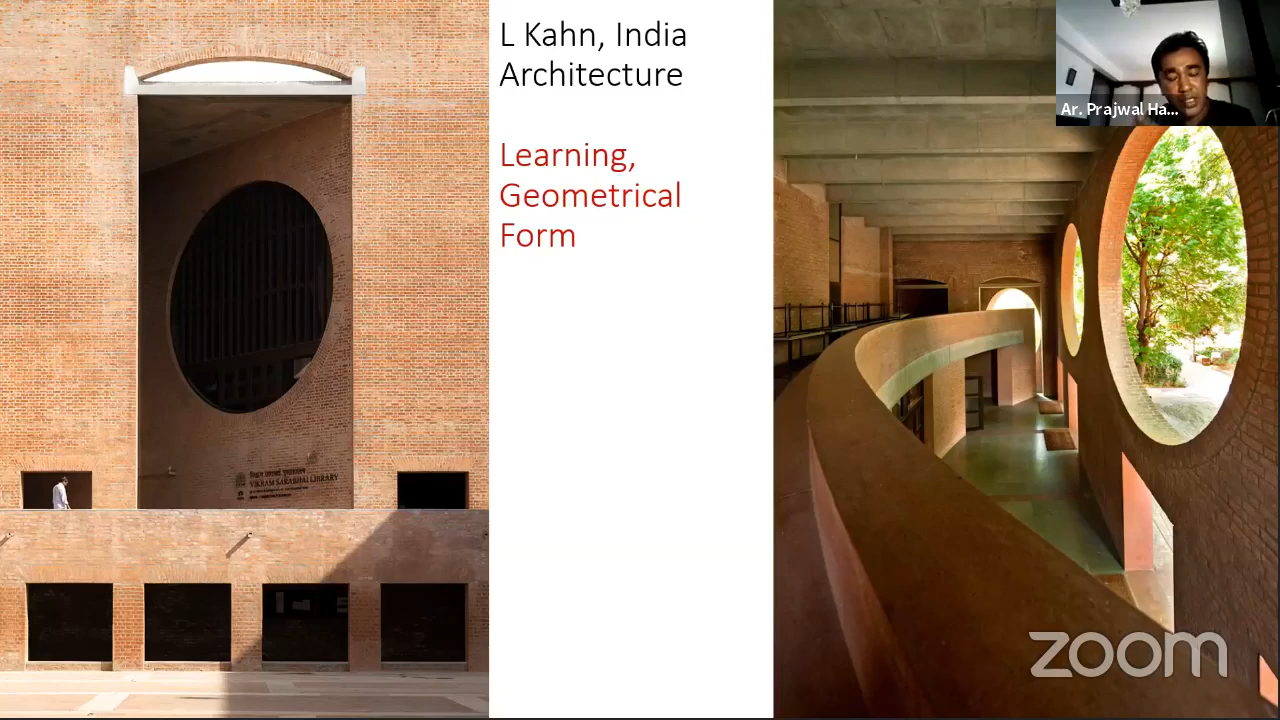 L Kahn, India
Architecture
Learning,
Geometrical
Form
Ar. Prajwal Ha...
VIKRAM SARABHAI LIBRARY
zoom